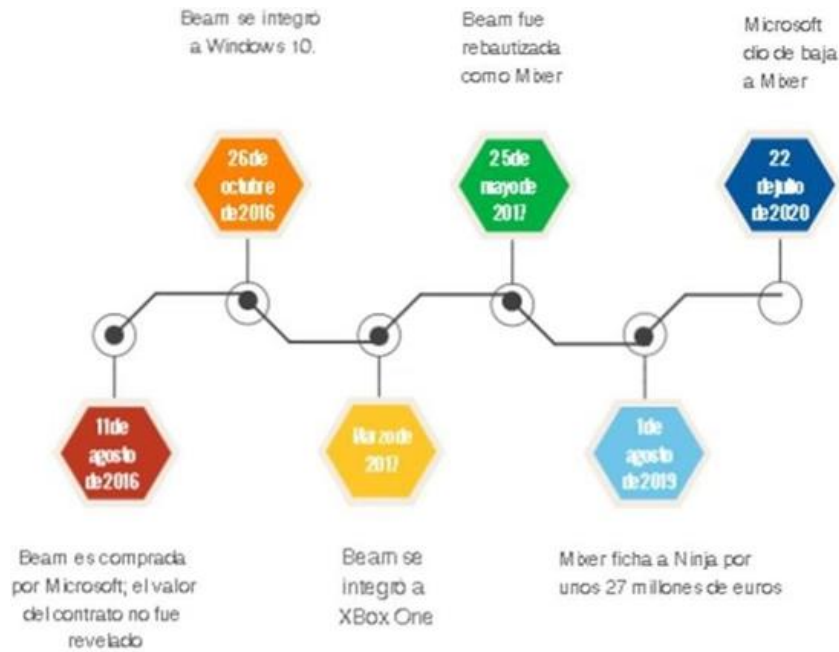 Beam se integró
a Windows 10.
Beam fue
rebautizada
como Mixer
Microsoft
dio de baja
a Mixer
26 de
octubre
de 2016
25 de
mayo de
2017
22
de julio
de 2020
11 de
agosto
de 2016
Marzo de
2017
1 de
agosto
de 2019
Beam es comprada
por Microsoft; el valor
del contrato no fue
revelado
Beam se
integró a
XBox One
Mixer ficha a Ninja por
unos 27 millones de euros